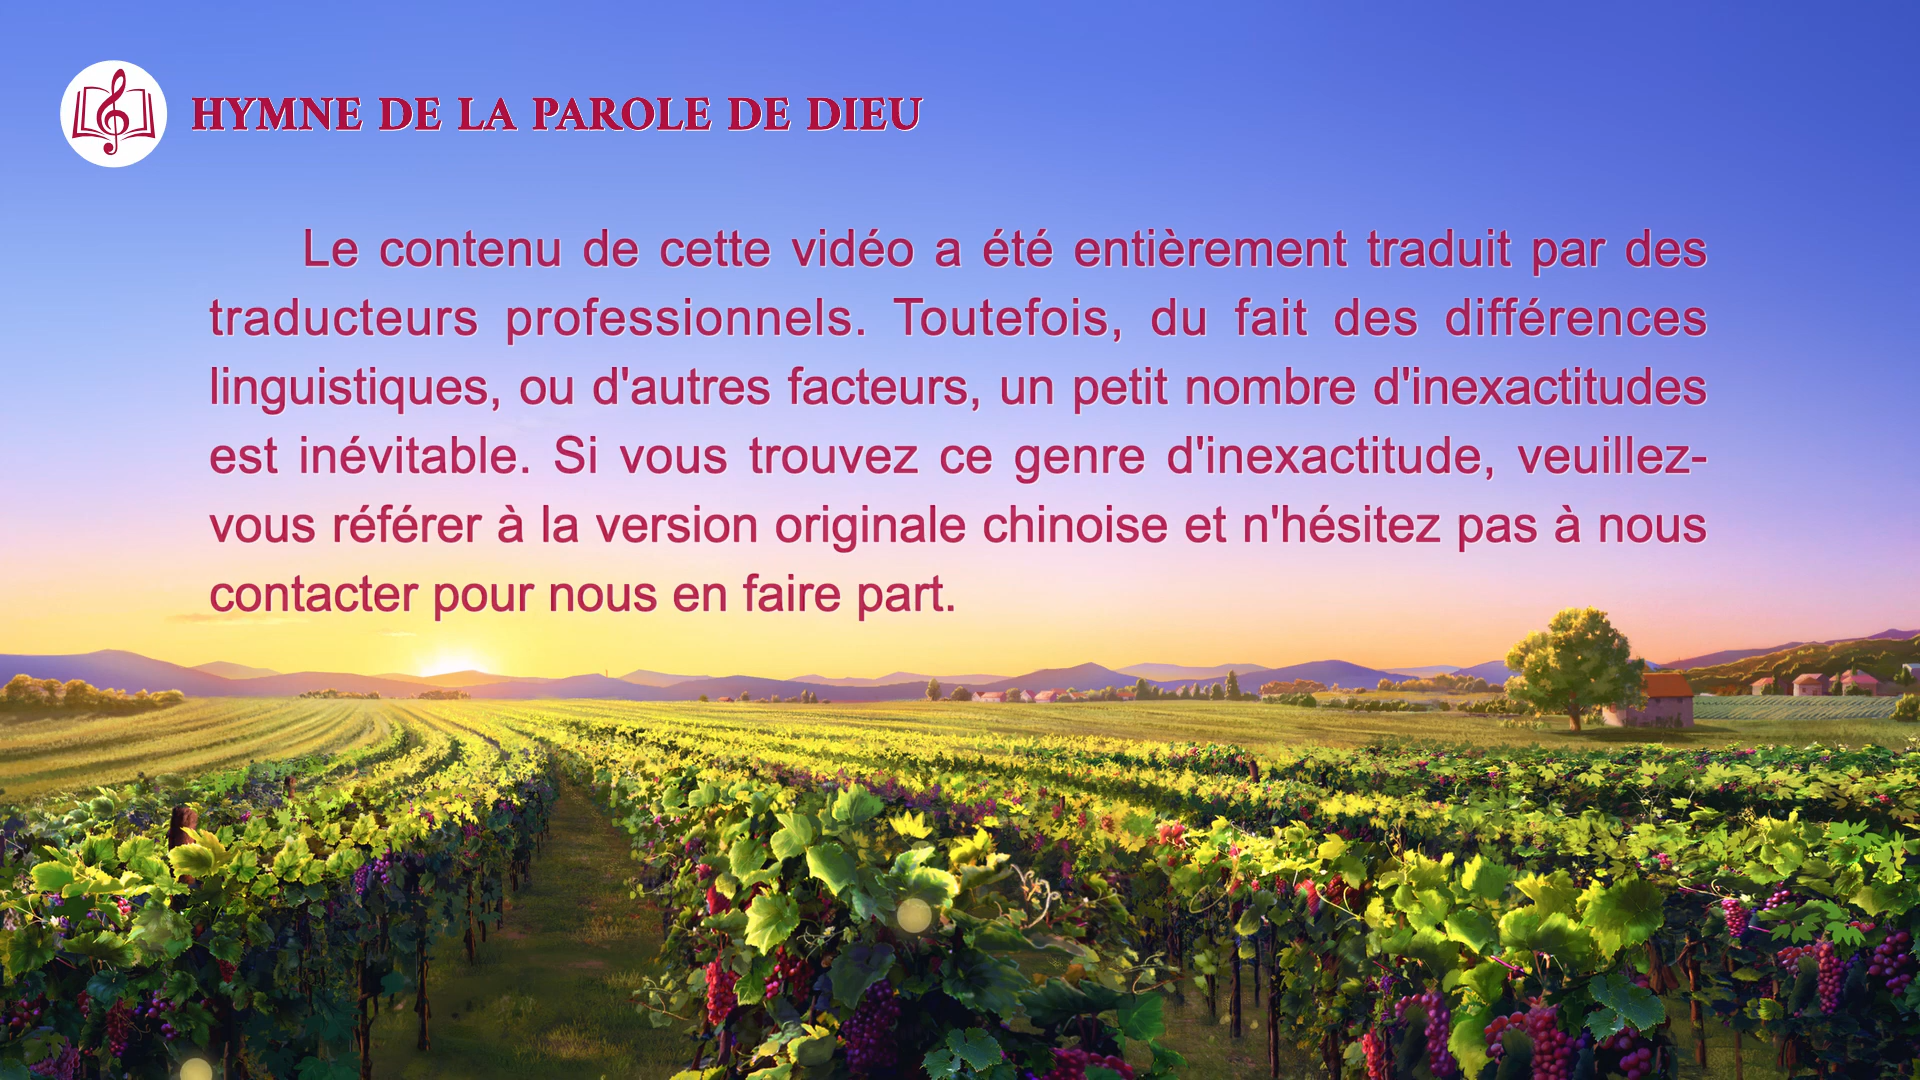 HYMNE DE LA PAROLE DE DIEU
Le contenu de cette vidéo a été entièrement traduit par des
traducteurs professionnels. Toutefois, du fait des différences
linguistiques, ou d'autres facteurs, un petit nombre d'inexactitudes
est inévitable. Si vous trouvez ce genre d'inexactitude, veuillez-
vous référer à la version originale chinoise et n'hésitez pas à nous
contacter pour nous en faire part.